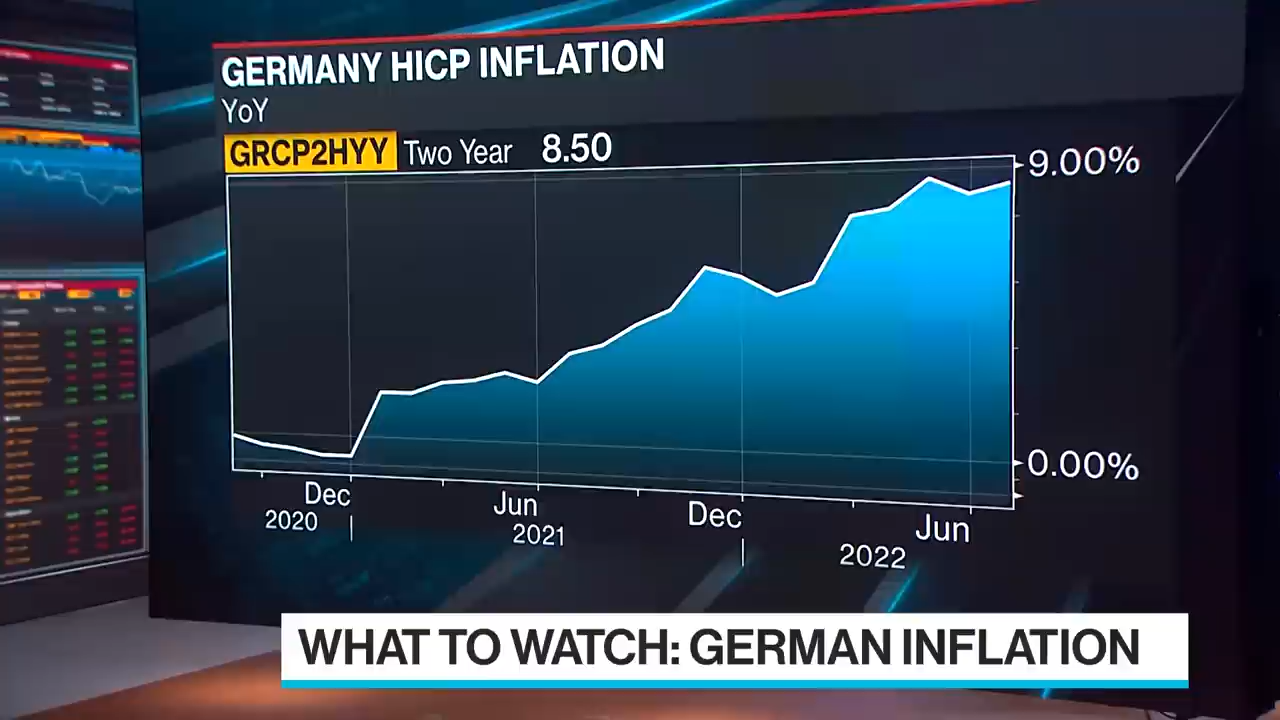 GERMANY HICP INFLATION
YoY
GRCP2HYY Two Year 8.50
9.00%
0.00%
Dec Jun Dec Jun
2020 2021 2022
WHAT TO WATCH: GERMAN INFLATION